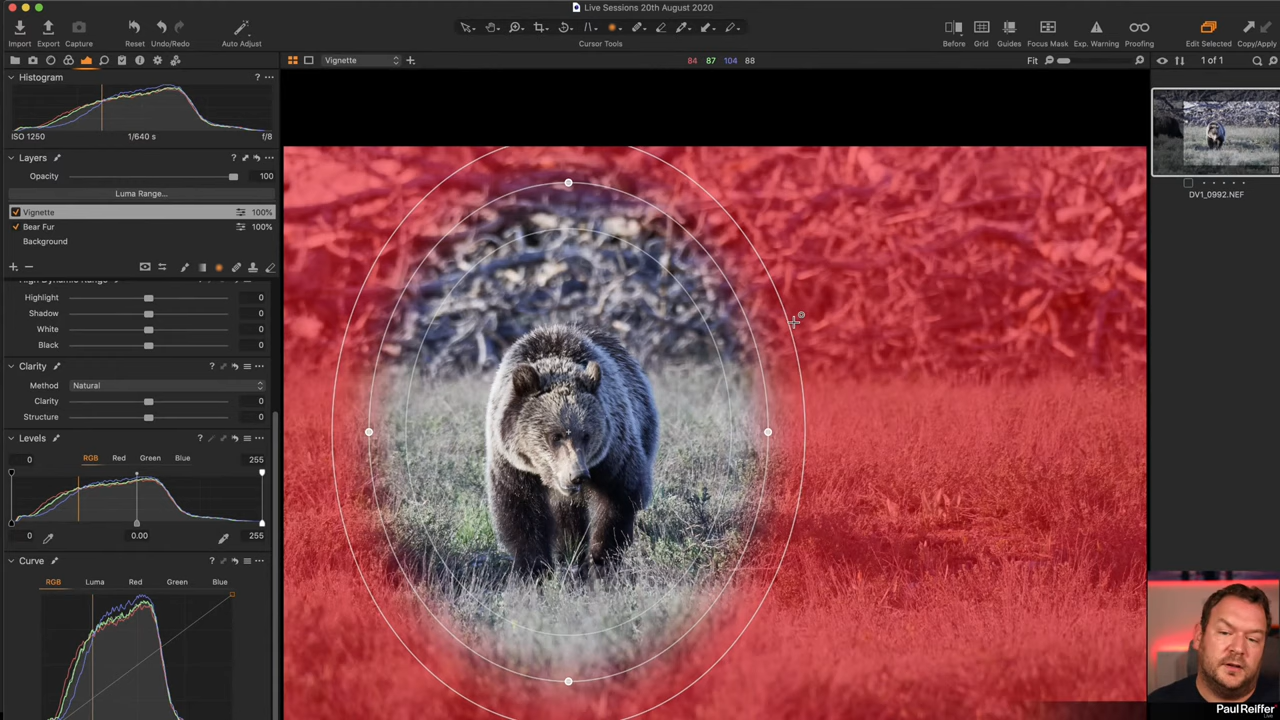 Live Sessions 20th August 2020
Import
Export
Capture
Reset
Undo/Redo
Auto Adjust
Cursor Tools
Before
Grid
Guides
Focus Mask
Exp. Warning
Proofing
Edit Selected
Copy/Apply
Vignette
84 87 104 88
Fit
1 of 1
Histogram
ISO 1250 1/640 s f/8
Layers
Opacity 100
Luma Range...
Vignette 100%
Bear Fur 100%
Background
High Dynamic Range
Highlight 0
Shadow 0
White 0
Black 0
Clarity
Method Natural
Clarity 0
Structure 0
Levels
0 RGB Red Green Blue 255
0 0.00 255
Curve
RGB Luma Red Green Blue
DV1_0992.NEF
Paul Reiffer
Live